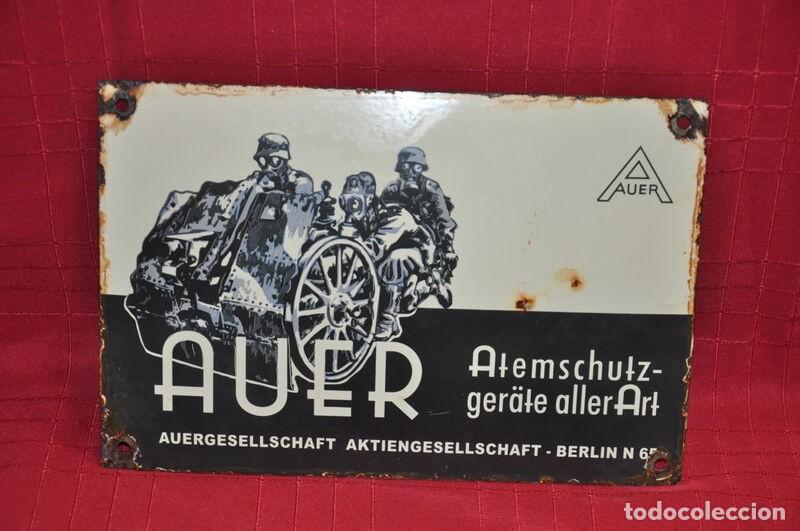 AUER
AUER
Atemschutz-
geräte aller Art
AUERGESELLSCHAFT AKTIENGESELLSCHAFT - BERLIN N 65
todocoleccion